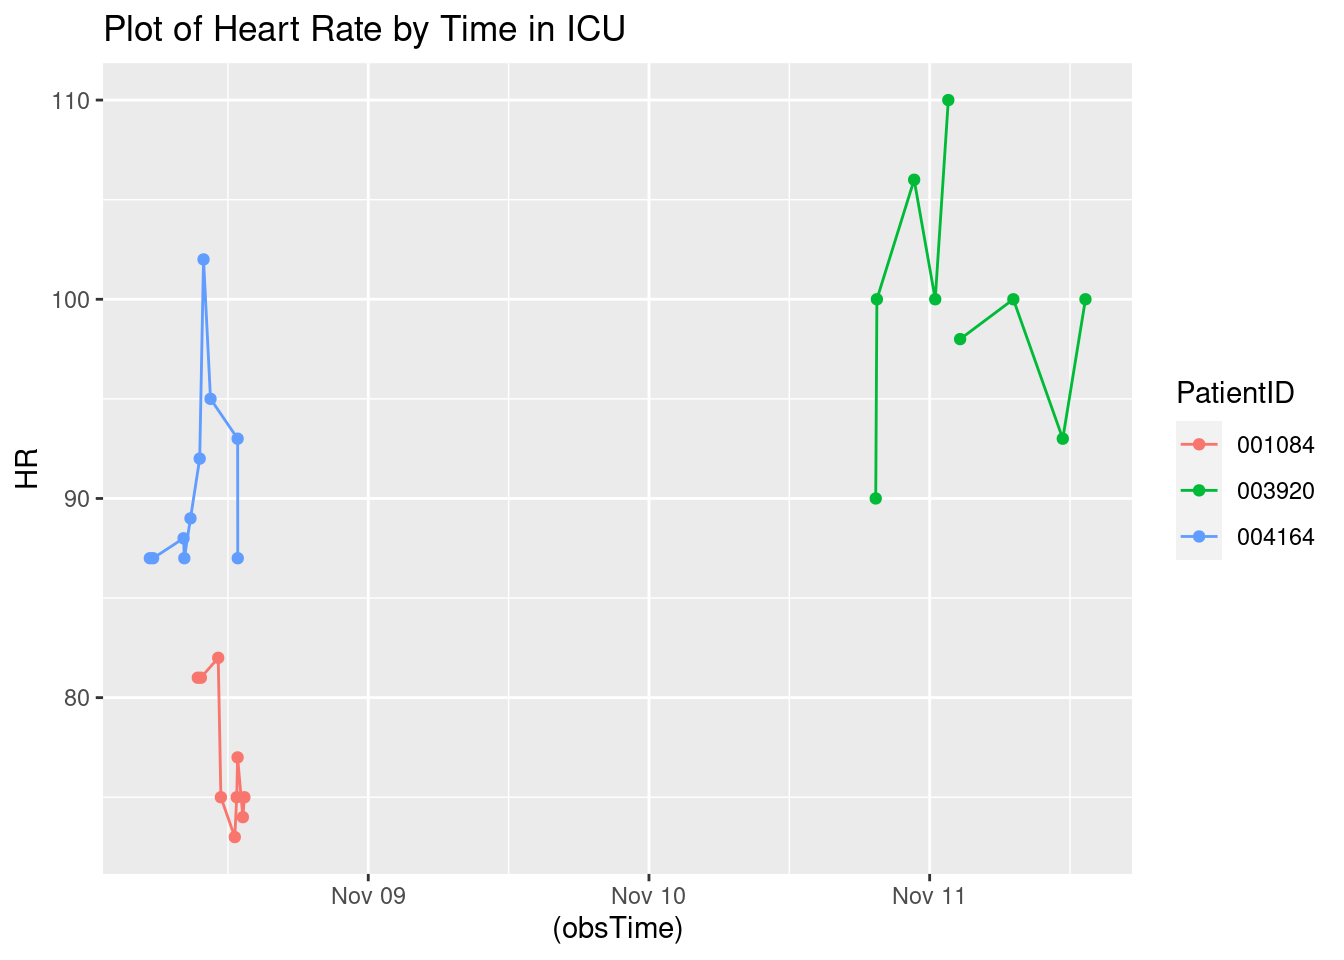 Plot of Heart Rate by Time in ICU
110
100
90
80
HR
Nov 09
Nov 10
Nov 11
(obsTime)
PatientID
001084
003920
004164